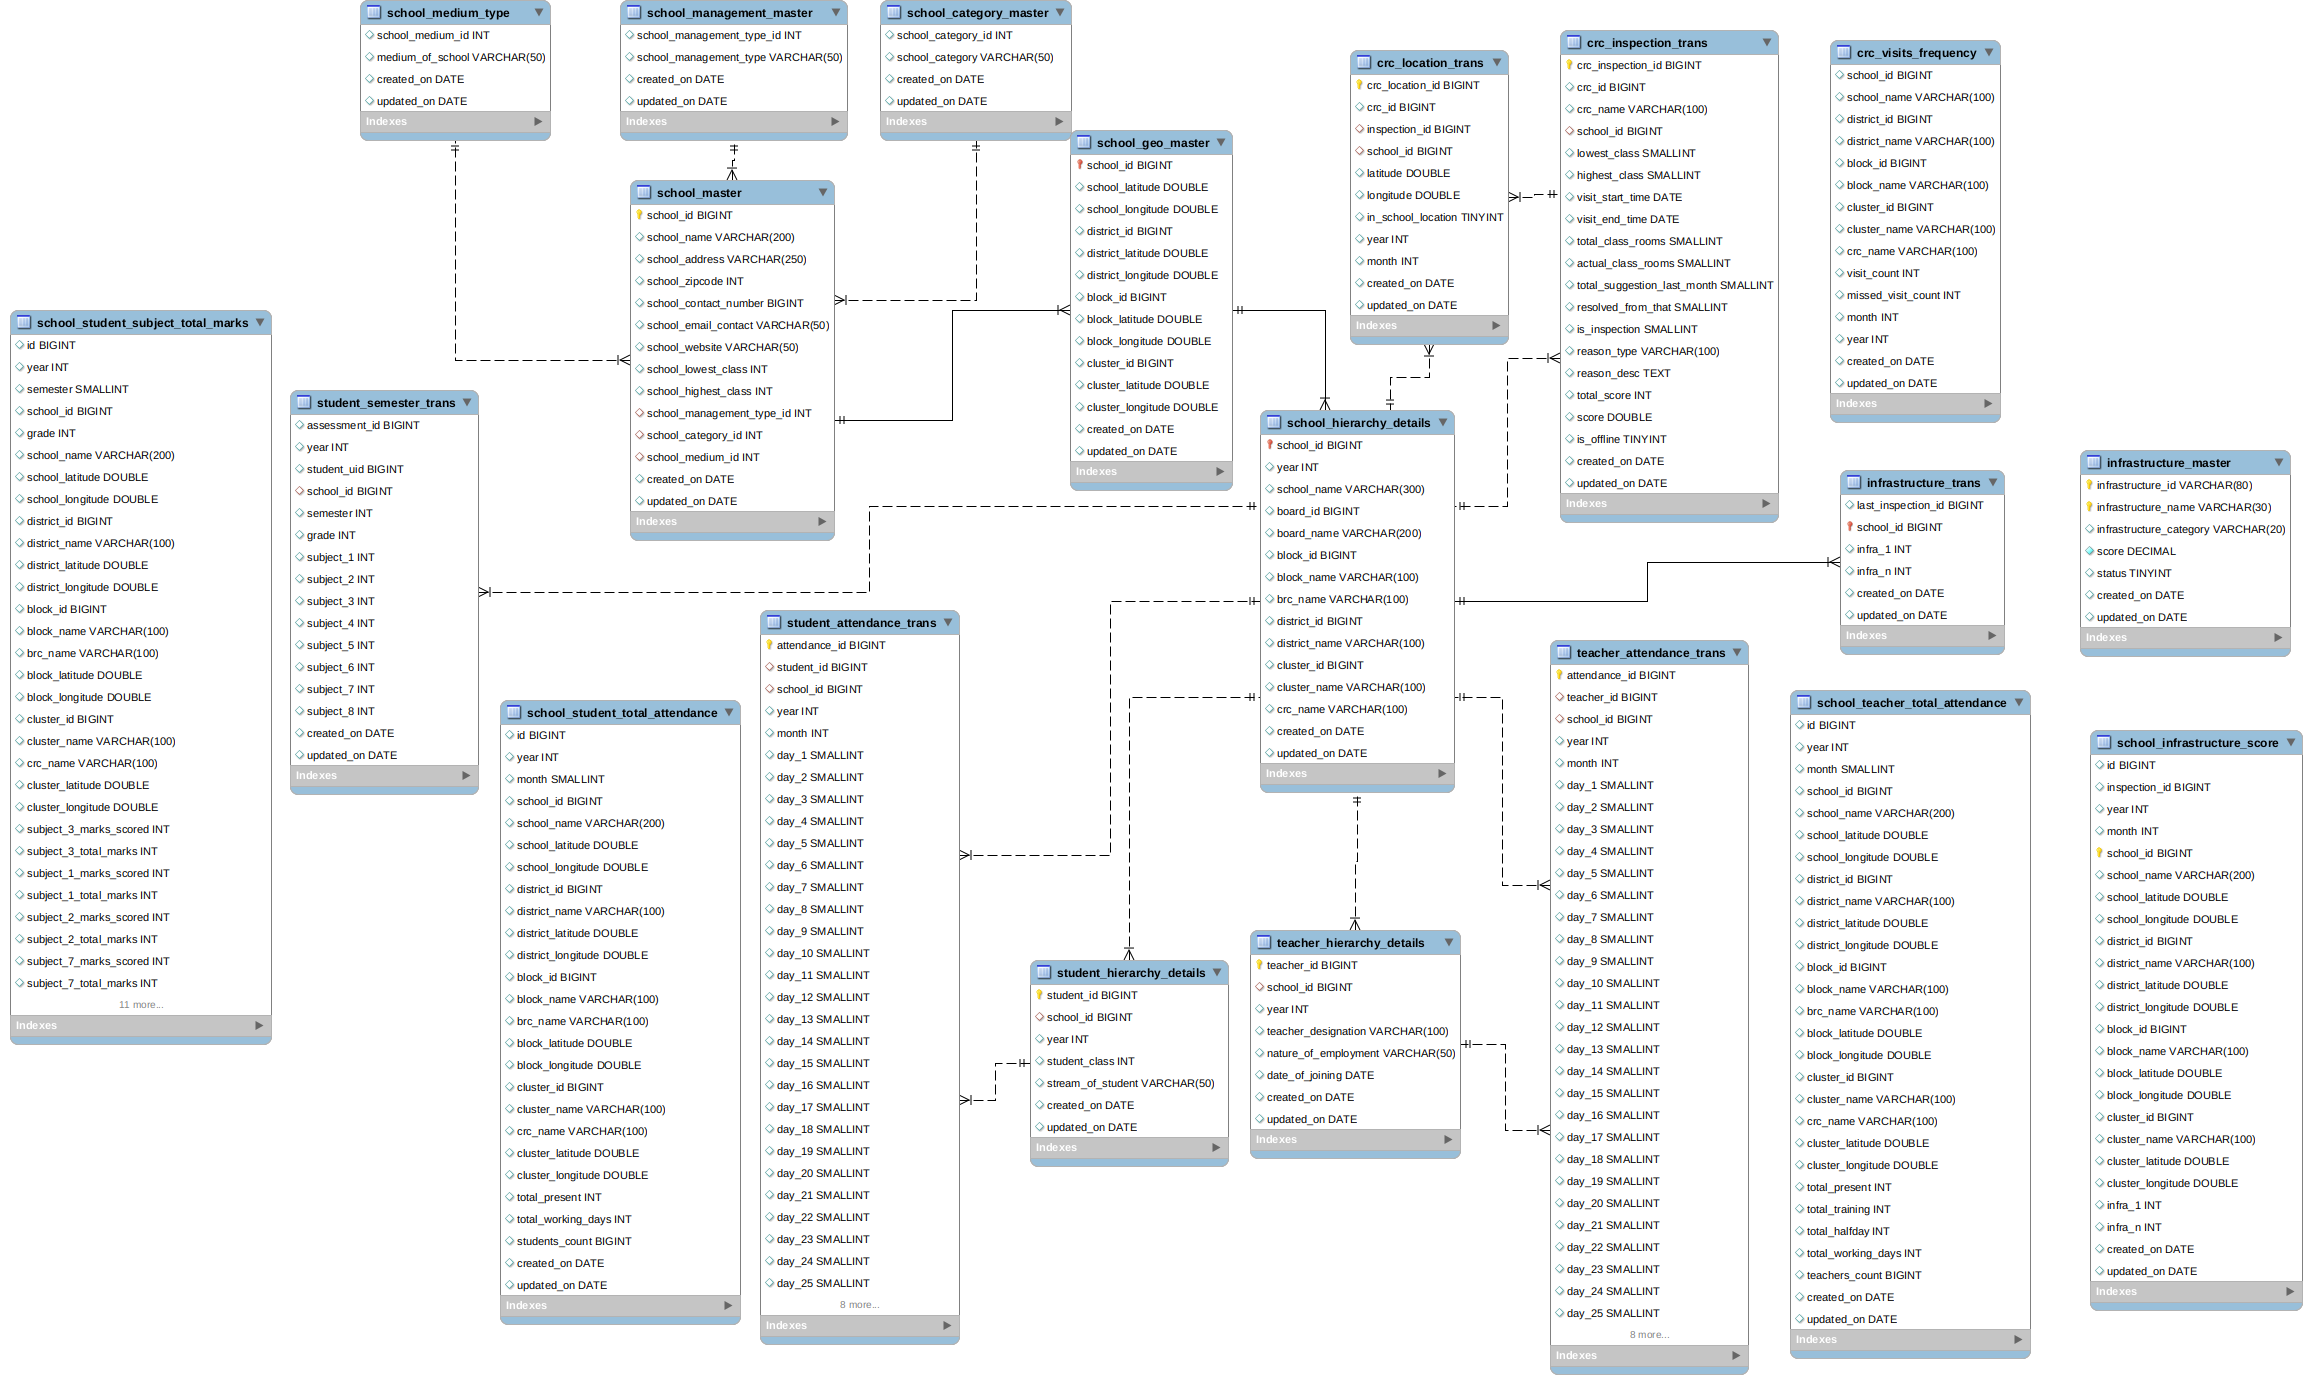 school_medium_type
school_medium_id INT
medium_of_school VARCHAR(50)
created_on DATE
updated_on DATE
Indexes
school_management_master
school_management_type_id INT
school_management_type VARCHAR(50)
created_on DATE
updated_on DATE
Indexes
school_category_master
school_category_id INT
school_category VARCHAR(50)
created_on DATE
updated_on DATE
Indexes
school_master
school_id BIGINT
school_name VARCHAR(200)
school_address VARCHAR(250)
school_zipcode INT
school_contact_number BIGINT
school_email_contact VARCHAR(50)
school_website VARCHAR(50)
school_lowest_class INT
school_highest_class INT
school_management_type_id INT
school_category_id INT
school_medium_id INT
created_on DATE
updated_on DATE
Indexes
school_geo_master
school_id BIGINT
school_latitude DOUBLE
school_longitude DOUBLE
district_id BIGINT
district_latitude DOUBLE
district_longitude DOUBLE
block_id BIGINT
block_latitude DOUBLE
block_longitude DOUBLE
cluster_id BIGINT
cluster_latitude DOUBLE
cluster_longitude DOUBLE
created_on DATE
updated_on DATE
Indexes
crc_location_trans
crc_location_id BIGINT
crc_id BIGINT
inspection_id BIGINT
school_id BIGINT
latitude DOUBLE
longitude DOUBLE
in_school_location TINYINT
year INT
month INT
created_on DATE
updated_on DATE
Indexes
crc_inspection_trans
crc_inspection_id BIGINT
crc_id BIGINT
crc_name VARCHAR(100)
school_id BIGINT
lowest_class SMALLINT
highest_class SMALLINT
visit_start_time DATE
visit_end_time DATE
total_class_rooms SMALLINT
actual_class_rooms SMALLINT
total_suggestion_last_month SMALLINT
resolved_from_that SMALLINT
is_inspection SMALLINT
reason_type VARCHAR(100)
reason_desc TEXT
total_score INT
score DOUBLE
is_offline TINYINT
created_on DATE
updated_on DATE
Indexes
crc_visits_frequency
school_id BIGINT
school_name VARCHAR(100)
district_id BIGINT
district_name VARCHAR(100)
block_id BIGINT
block_name VARCHAR(100)
cluster_id BIGINT
cluster_name VARCHAR(100)
crc_name VARCHAR(100)
visit_count INT
missed_visit_count INT
month INT
year INT
created_on DATE
updated_on DATE
Indexes
school_student_subject_total_marks
id BIGINT
year INT
semester SMALLINT
school_id BIGINT
grade INT
school_name VARCHAR(200)
school_latitude DOUBLE
school_longitude DOUBLE
district_id BIGINT
district_name VARCHAR(100)
district_latitude DOUBLE
district_longitude DOUBLE
block_id BIGINT
block_name VARCHAR(100)
brc_name VARCHAR(100)
block_latitude DOUBLE
block_longitude DOUBLE
cluster_id BIGINT
cluster_name VARCHAR(100)
crc_name VARCHAR(100)
cluster_latitude DOUBLE
cluster_longitude DOUBLE
subject_3_marks_scored INT
subject_3_total_marks INT
subject_1_marks_scored INT
subject_1_total_marks INT
subject_2_marks_scored INT
subject_2_total_marks INT
subject_7_marks_scored INT
subject_7_total_marks INT
11 more...
Indexes
student_semester_trans
assessment_id BIGINT
year INT
student_uid BIGINT
school_id BIGINT
semester INT
grade INT
subject_1 INT
subject_2 INT
subject_3 INT
subject_4 INT
subject_5 INT
subject_6 INT
subject_7 INT
subject_8 INT
created_on DATE
updated_on DATE
Indexes
school_hierarchy_details
school_id BIGINT
year INT
school_name VARCHAR(300)
board_id BIGINT
board_name VARCHAR(200)
block_id BIGINT
block_name VARCHAR(100)
brc_name VARCHAR(100)
district_id BIGINT
district_name VARCHAR(100)
cluster_id BIGINT
cluster_name VARCHAR(100)
crc_name VARCHAR(100)
created_on DATE
updated_on DATE
Indexes
infrastructure_trans
last_inspection_id BIGINT
school_id BIGINT
infra_1 INT
infra_n INT
created_on DATE
updated_on DATE
Indexes
infrastructure_master
infrastructure_id VARCHAR(80)
infrastructure_name VARCHAR(30)
infrastructure_category VARCHAR(20)
score DECIMAL
status TINYINT
created_on DATE
updated_on DATE
Indexes
school_student_total_attendance
id BIGINT
year INT
month SMALLINT
school_id BIGINT
school_name VARCHAR(200)
school_latitude DOUBLE
school_longitude DOUBLE
district_id BIGINT
district_name VARCHAR(100)
district_latitude DOUBLE
district_longitude DOUBLE
block_id BIGINT
block_name VARCHAR(100)
brc_name VARCHAR(100)
block_latitude DOUBLE
block_longitude DOUBLE
cluster_id BIGINT
cluster_name VARCHAR(100)
crc_name VARCHAR(100)
cluster_latitude DOUBLE
cluster_longitude DOUBLE
total_present INT
total_working_days INT
students_count BIGINT
created_on DATE
updated_on DATE
Indexes
student_attendance_trans
attendance_id BIGINT
student_id BIGINT
school_id BIGINT
year INT
month INT
day_1 SMALLINT
day_2 SMALLINT
day_3 SMALLINT
day_4 SMALLINT
day_5 SMALLINT
day_6 SMALLINT
day_7 SMALLINT
day_8 SMALLINT
day_9 SMALLINT
day_10 SMALLINT
day_11 SMALLINT
day_12 SMALLINT
day_13 SMALLINT
day_14 SMALLINT
day_15 SMALLINT
day_16 SMALLINT
day_17 SMALLINT
day_18 SMALLINT
day_19 SMALLINT
day_20 SMALLINT
day_21 SMALLINT
day_22 SMALLINT
day_23 SMALLINT
day_24 SMALLINT
day_25 SMALLINT
8 more...
Indexes
student_hierarchy_details
student_id BIGINT
school_id BIGINT
year INT
student_class INT
stream_of_student VARCHAR(50)
created_on DATE
updated_on DATE
Indexes
teacher_hierarchy_details
teacher_id BIGINT
school_id BIGINT
year INT
teacher_designation VARCHAR(100)
nature_of_employment VARCHAR(50)
date_of_joining DATE
created_on DATE
updated_on DATE
Indexes
teacher_attendance_trans
attendance_id BIGINT
teacher_id BIGINT
school_id BIGINT
year INT
month INT
day_1 SMALLINT
day_2 SMALLINT
day_3 SMALLINT
day_4 SMALLINT
day_5 SMALLINT
day_6 SMALLINT
day_7 SMALLINT
day_8 SMALLINT
day_9 SMALLINT
day_10 SMALLINT
day_11 SMALLINT
day_12 SMALLINT
day_13 SMALLINT
day_14 SMALLINT
day_15 SMALLINT
day_16 SMALLINT
day_17 SMALLINT
day_18 SMALLINT
day_19 SMALLINT
day_20 SMALLINT
day_21 SMALLINT
day_22 SMALLINT
day_23 SMALLINT
day_24 SMALLINT
day_25 SMALLINT
8 more...
Indexes
school_teacher_total_attendance
id BIGINT
year INT
month SMALLINT
school_id BIGINT
school_name VARCHAR(200)
school_latitude DOUBLE
school_longitude DOUBLE
district_id BIGINT
district_name VARCHAR(100)
district_latitude DOUBLE
district_longitude DOUBLE
block_id BIGINT
block_name VARCHAR(100)
brc_name VARCHAR(100)
block_latitude DOUBLE
block_longitude DOUBLE
cluster_id BIGINT
cluster_name VARCHAR(100)
crc_name VARCHAR(100)
cluster_latitude DOUBLE
cluster_longitude DOUBLE
total_present INT
total_training INT
total_halfday INT
total_working_days INT
teachers_count BIGINT
created_on DATE
updated_on DATE
Indexes
school_infrastructure_score
id BIGINT
inspection_id BIGINT
year INT
month INT
school_id BIGINT
school_name VARCHAR(200)
school_latitude DOUBLE
school_longitude DOUBLE
district_id BIGINT
district_name VARCHAR(100)
district_latitude DOUBLE
district_longitude DOUBLE
block_id BIGINT
block_name VARCHAR(100)
block_latitude DOUBLE
block_longitude DOUBLE
cluster_id BIGINT
cluster_name VARCHAR(100)
cluster_latitude DOUBLE
cluster_longitude DOUBLE
infra_1 INT
infra_n INT
created_on DATE
updated_on DATE
Indexes